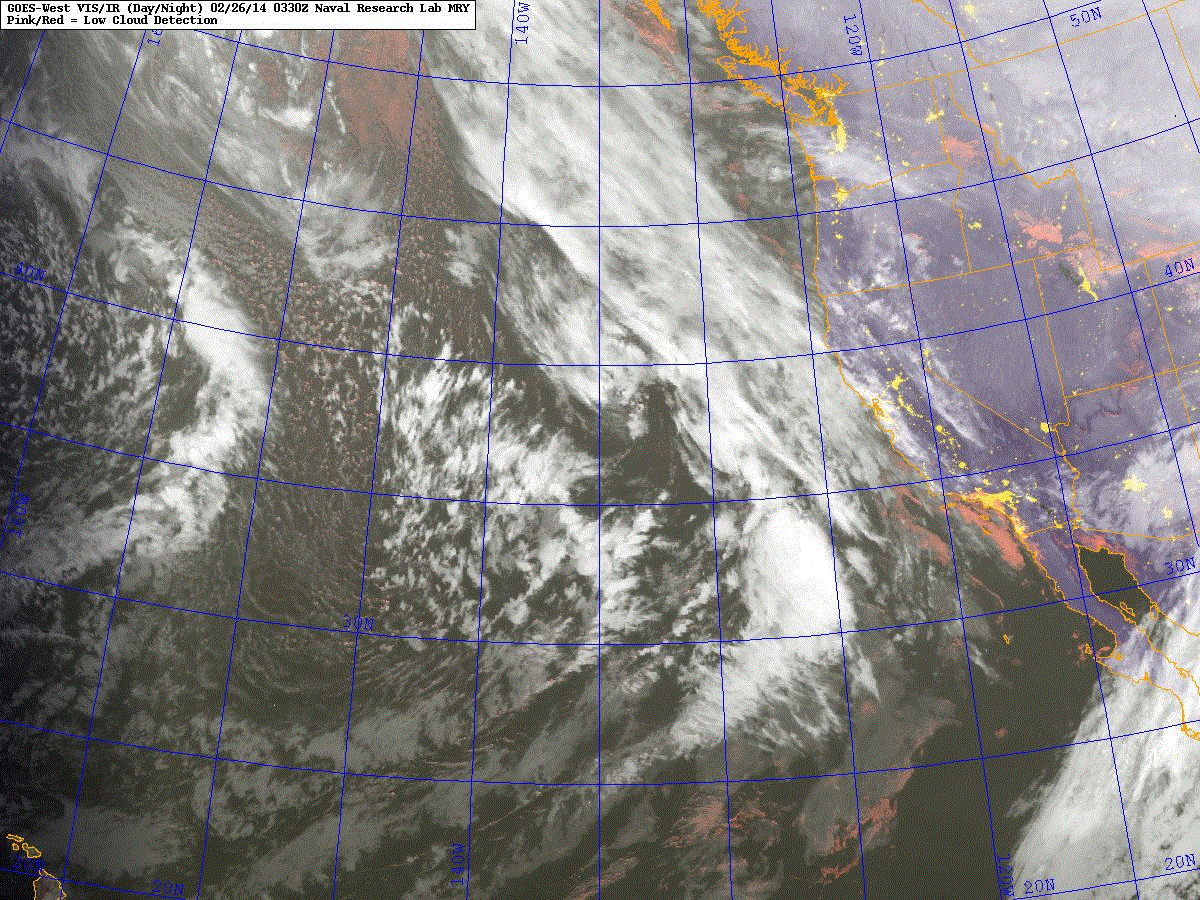 GOES-West VIS/IR (Day/Night) 02/26/14 0330Z Naval Research Lab MRY
Pink/Red = Low Cloud Detection
140W
120W
50N
40N
40N
30N
30N
140W
120W
20N
20N
20N